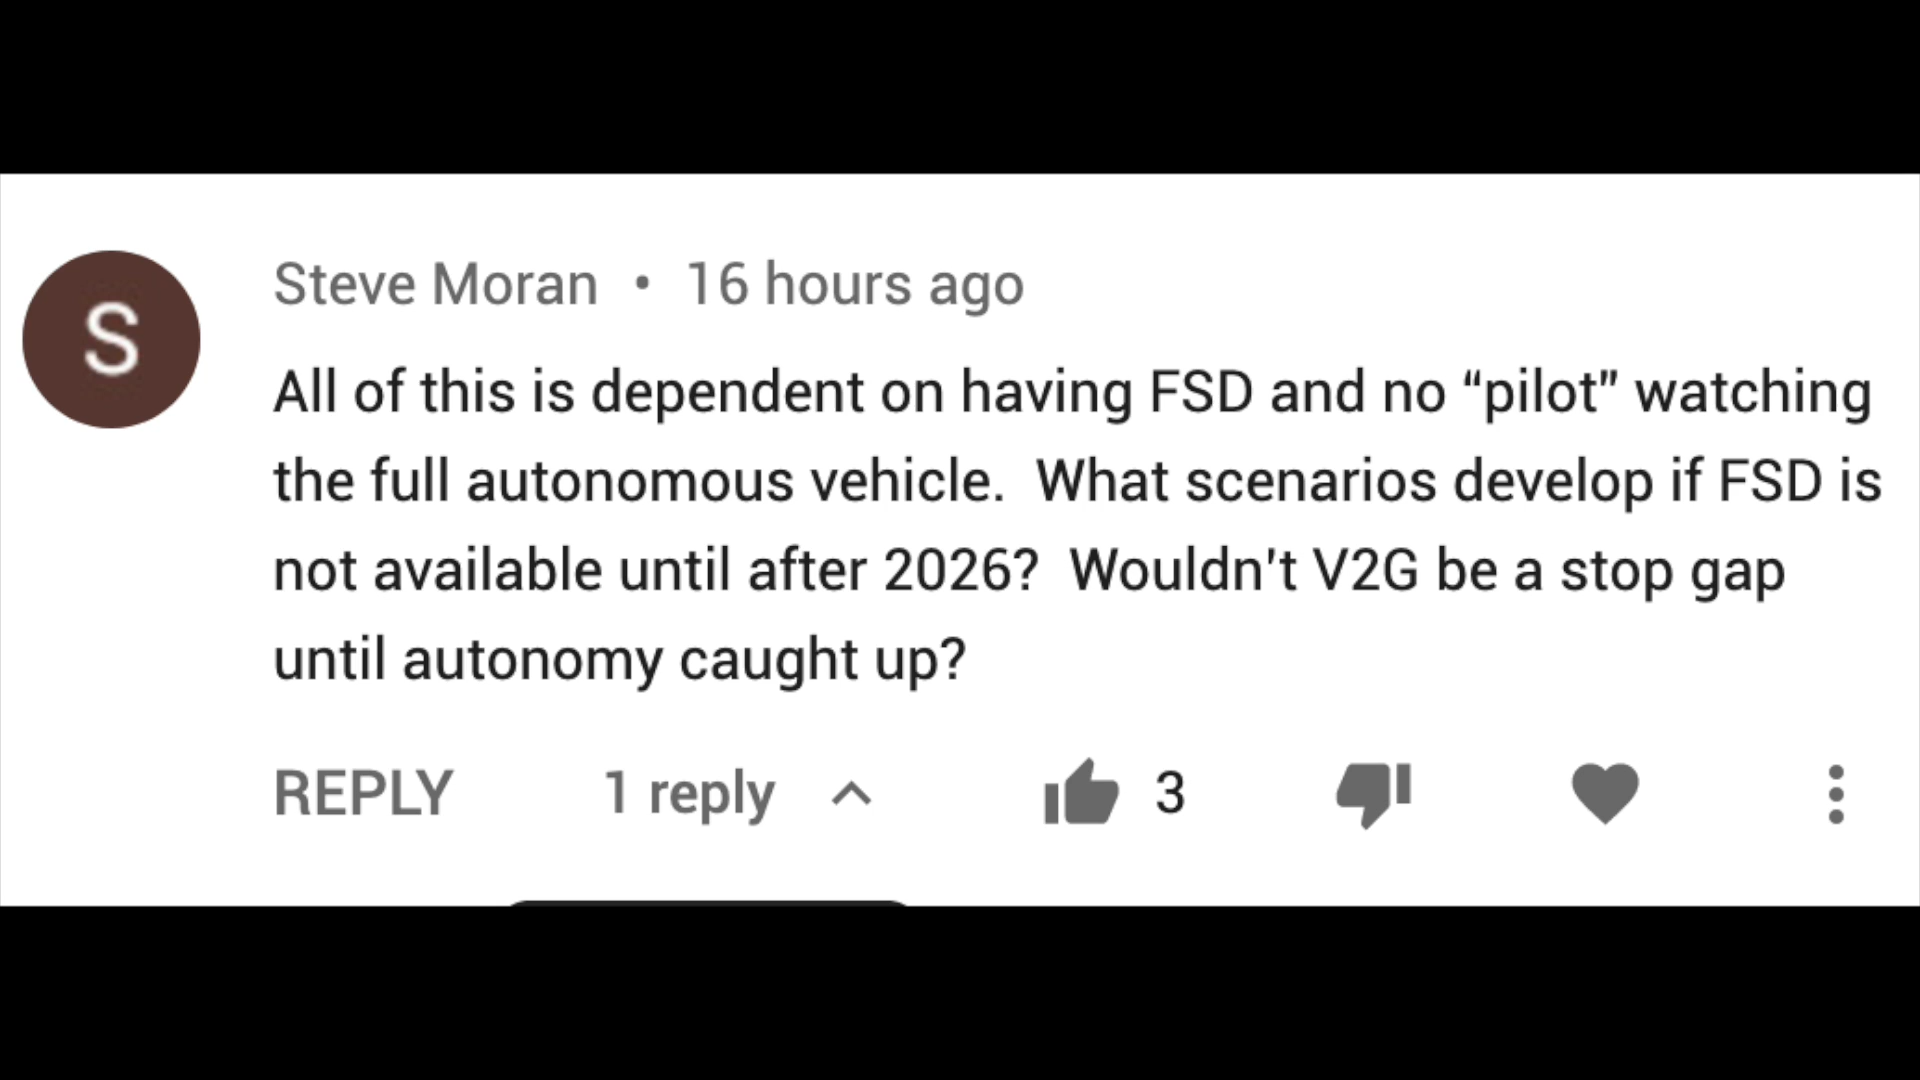 S
Steve Moran • 16 hours ago
All of this is dependent on having FSD and no “pilot” watching
the full autonomous vehicle.  What scenarios develop if FSD is
not available until after 2026?  Wouldn't V2G be a stop gap
until autonomy caught up?
REPLY 1 reply 3